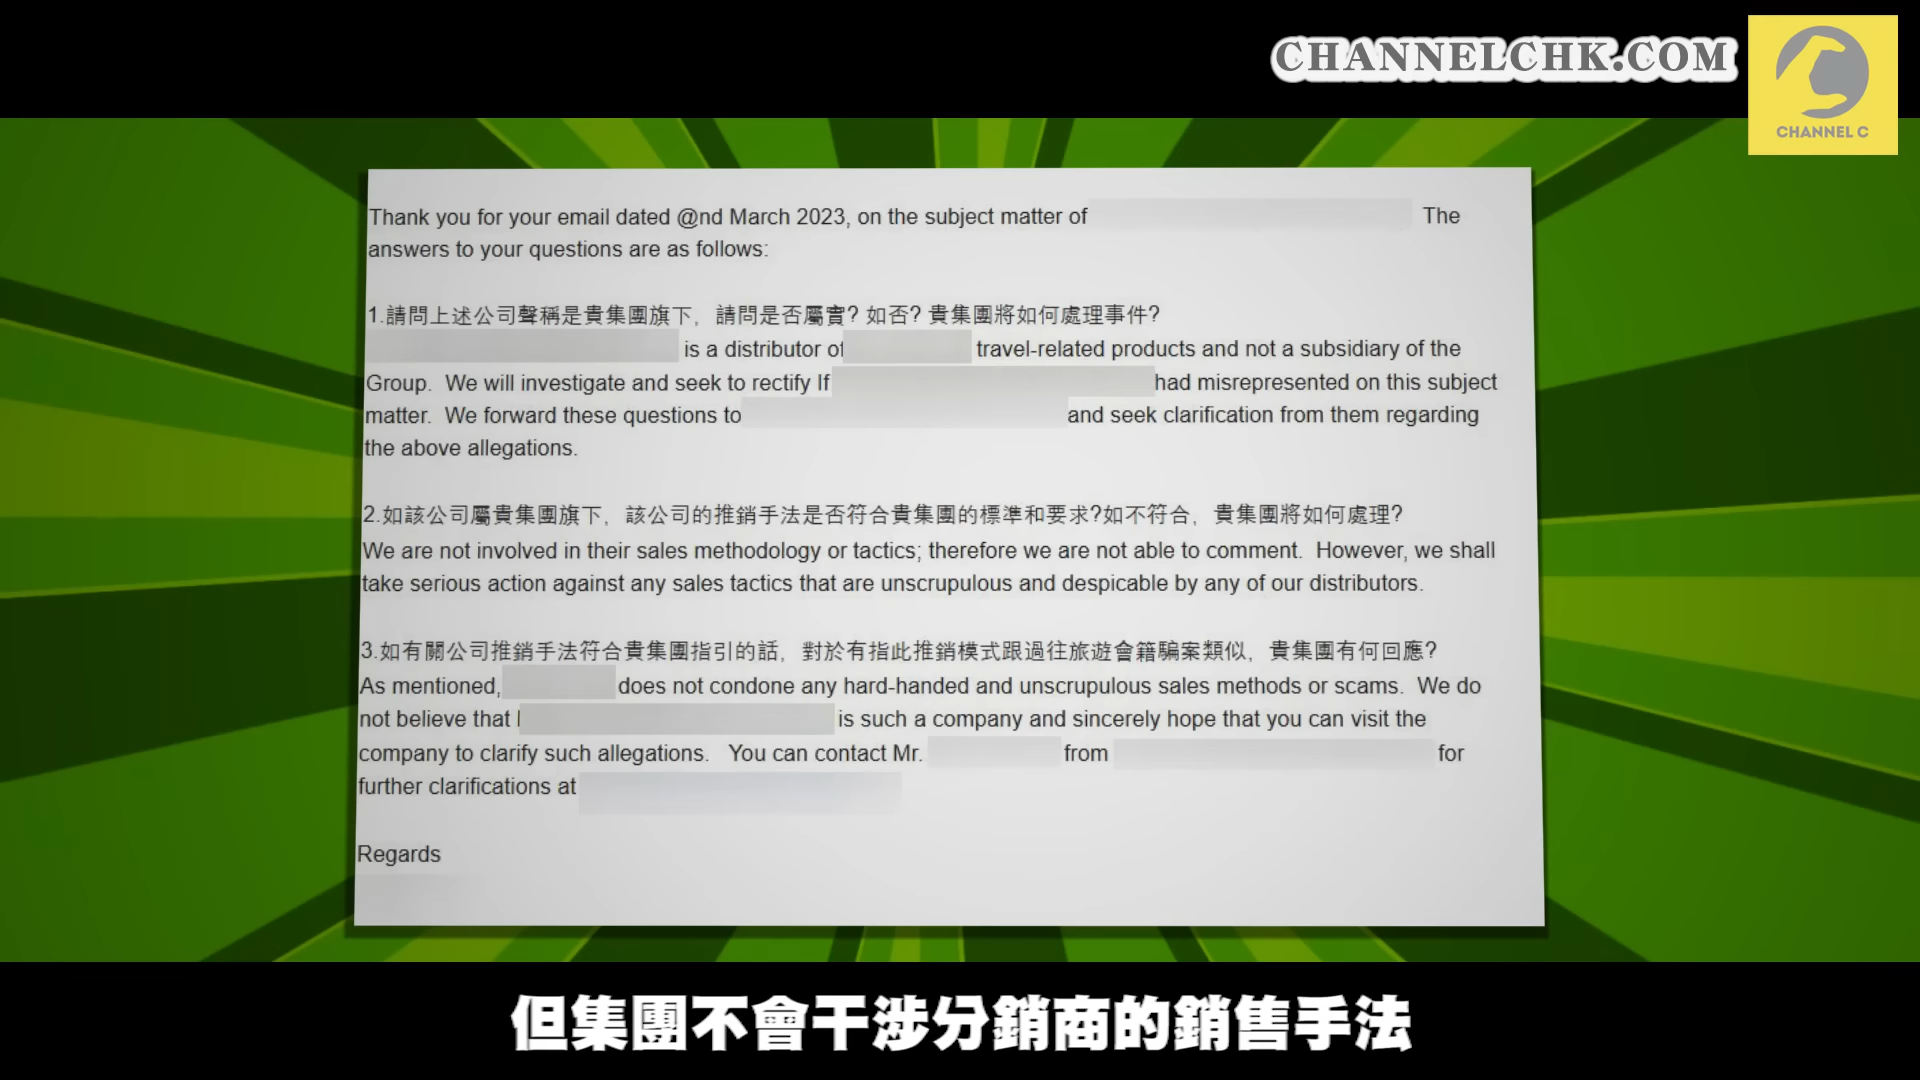 CHANNELCHK.COM
CHANNEL C
Thank you for your email dated @nd March 2023, on the subject matter of The
answers to your questions are as follows:
1.請問上述公司聲稱是貴集團旗下，請問是否屬實? 如否? 貴集團將如何處理事件?
is a distributor of travel-related products and not a subsidiary of the
Group. We will investigate and seek to rectify If had misrepresented on this subject
matter. We forward these questions to and seek clarification from them regarding
the above allegations.
2.如該公司屬貴集團旗下，該公司的推銷手法是否符合貴集團的標準和要求?如不符合，貴集團將如何處理?
We are not involved in their sales methodology or tactics; therefore we are not able to comment. However, we shall
take serious action against any sales tactics that are unscrupulous and despicable by any of our distributors.
3.如有關公司推銷手法符合貴集團指引的話，對於有指此推銷模式跟過往旅遊會籍騙案類似，貴集團有何回應?
As mentioned, does not condone any hard-handed and unscrupulous sales methods or scams. We do
not believe that is such a company and sincerely hope that you can visit the
company to clarify such allegations. You can contact Mr. from for
further clarifications at
Regards
但集團不會干涉分銷商的銷售手法